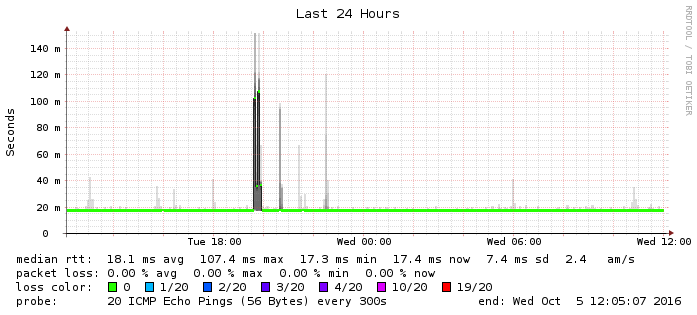 Last 24 Hours
RRDTOOL / TOBI OETIKER
Seconds
140 m
120 m
100 m
80 m
60 m
40 m
20 m
0
Tue 18:00 Wed 00:00 Wed 06:00 Wed 12:00
median rtt: 18.1 ms avg 107.4 ms max 17.3 ms min 17.4 ms now 7.4 ms sd 2.4 am/s
packet loss: 0.00 % avg 0.00 % max 0.00 % min 0.00 % now
loss color: 0 1/20 2/20 3/20 4/20 10/20 19/20
probe: 20 ICMP Echo Pings (56 Bytes) every 300s end: Wed Oct 5 12:05:07 2016